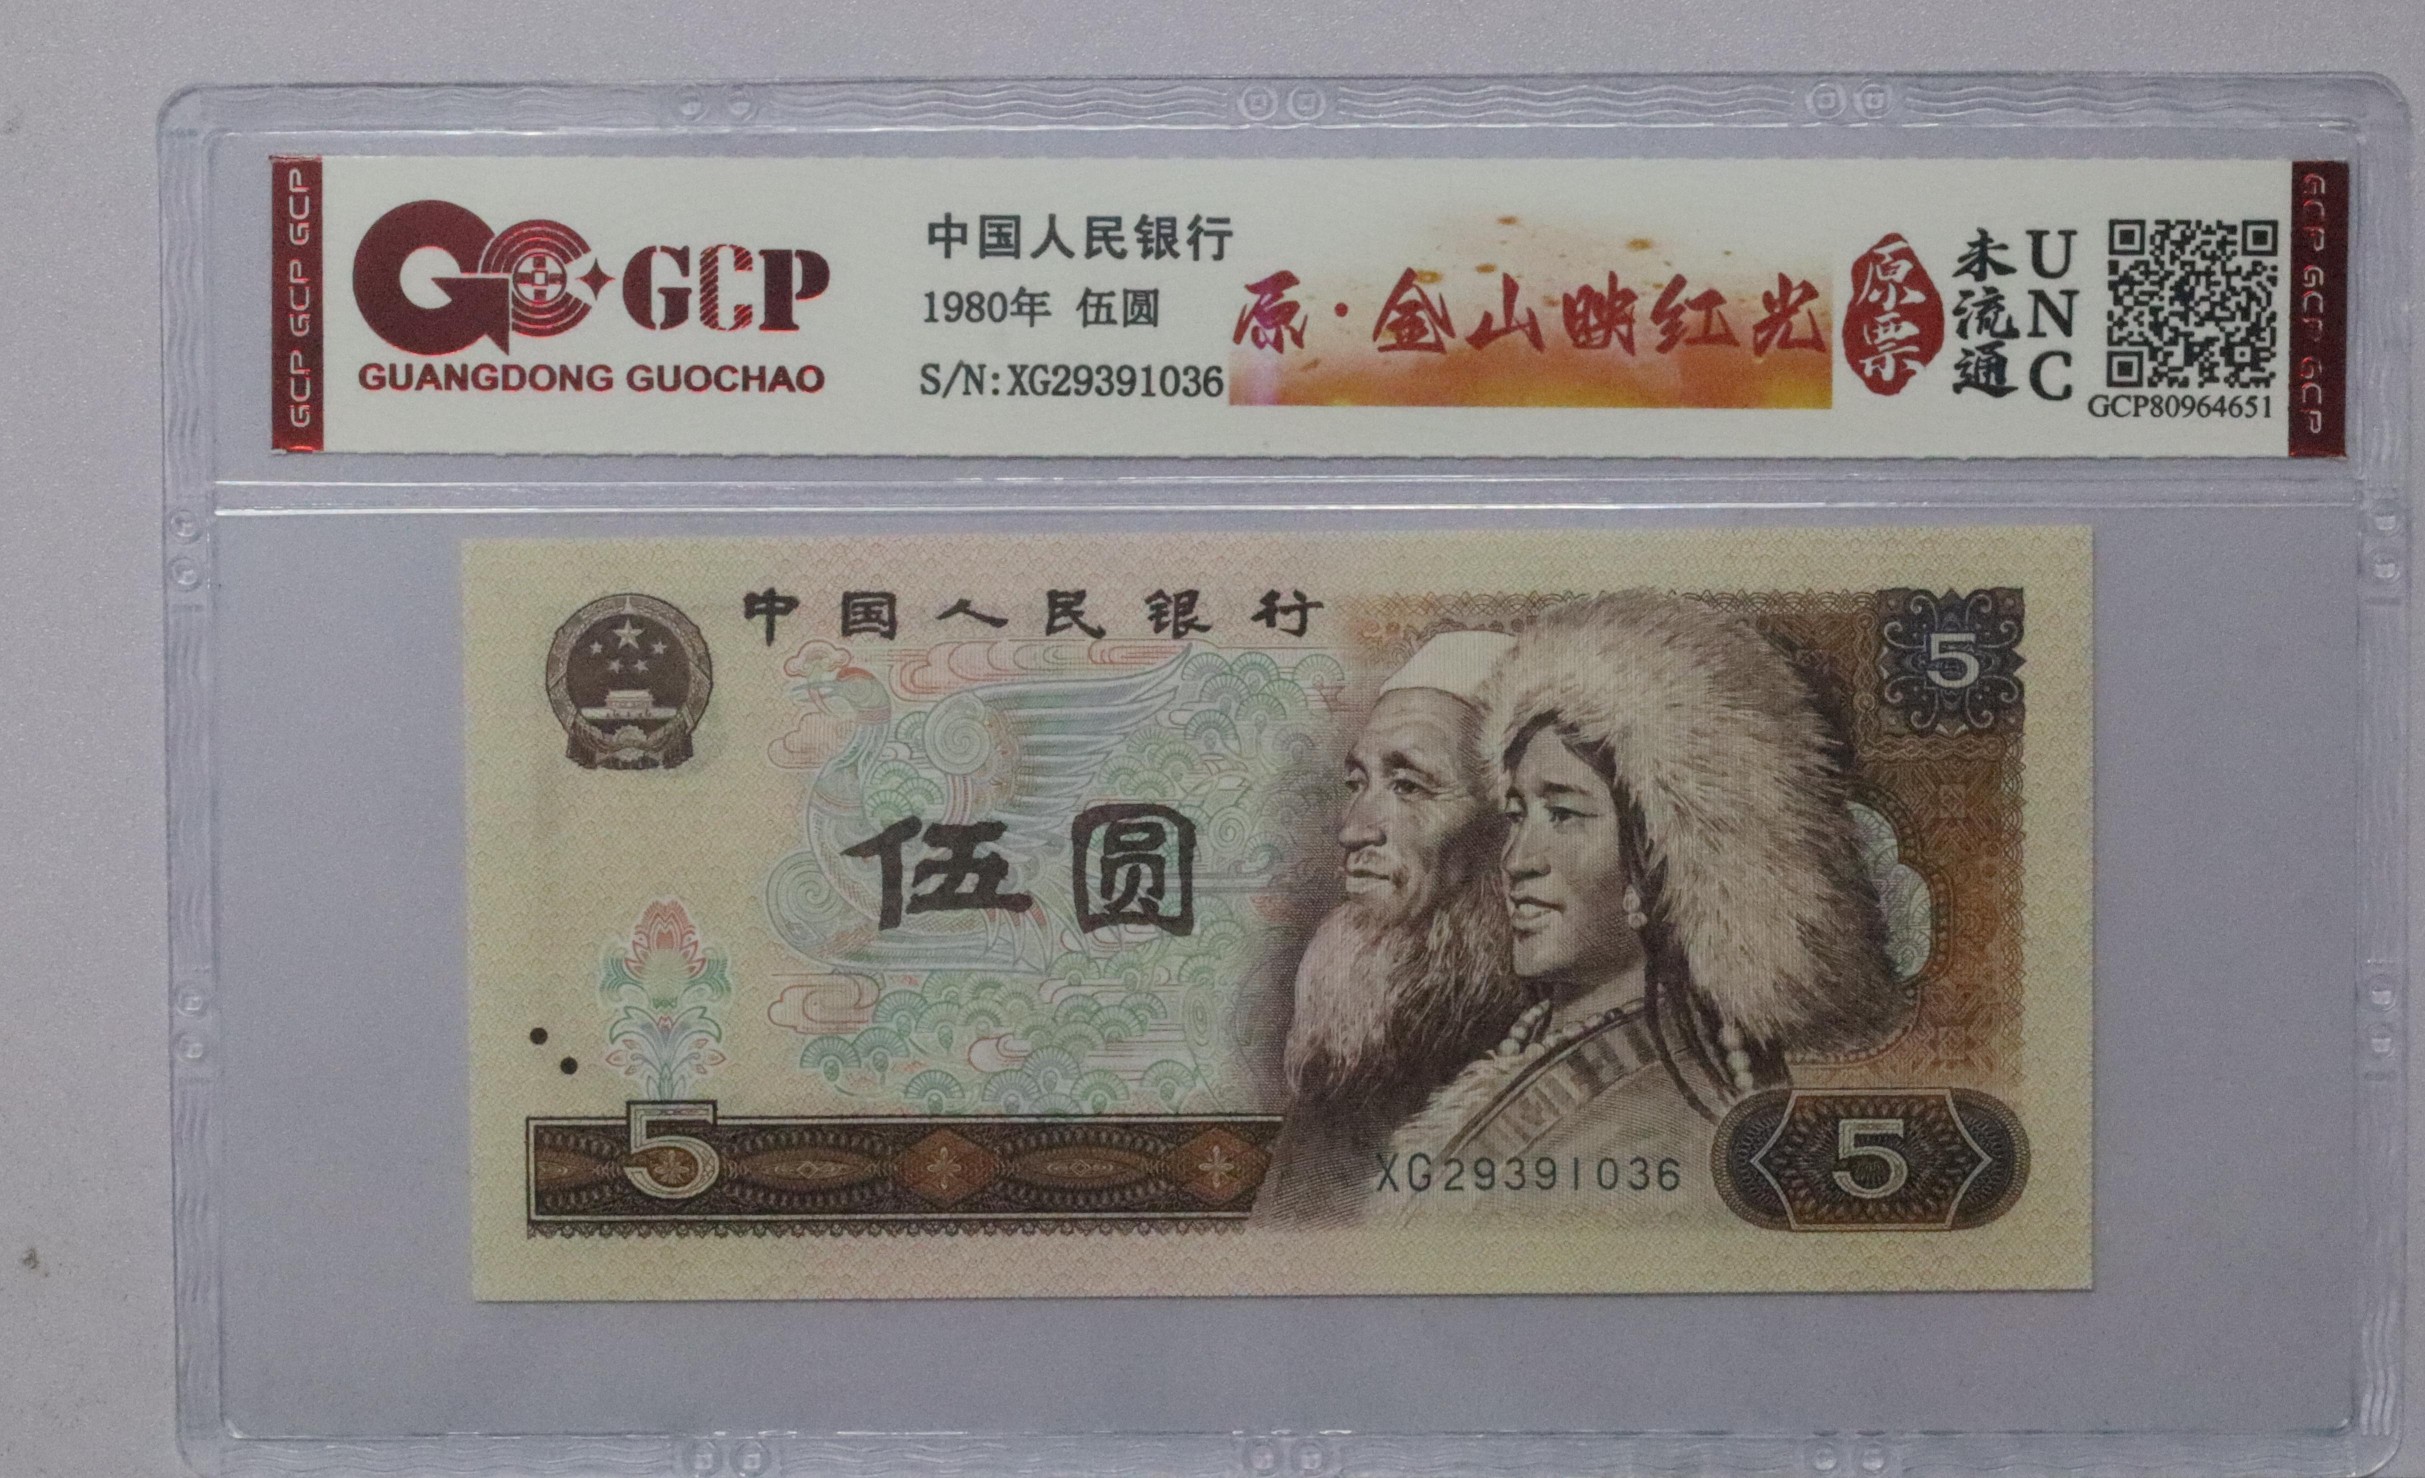 GCP GCP GCP
GCP
GUANGDONG GUOCHAO
中国人民银行
1980年 伍圆
S/N:XG29391036
原·金山映红光
原票
未流通
UNC
GCP80964651
GCP GCP GCP
中国人民银行
5
伍圆
5
XG29391036
5